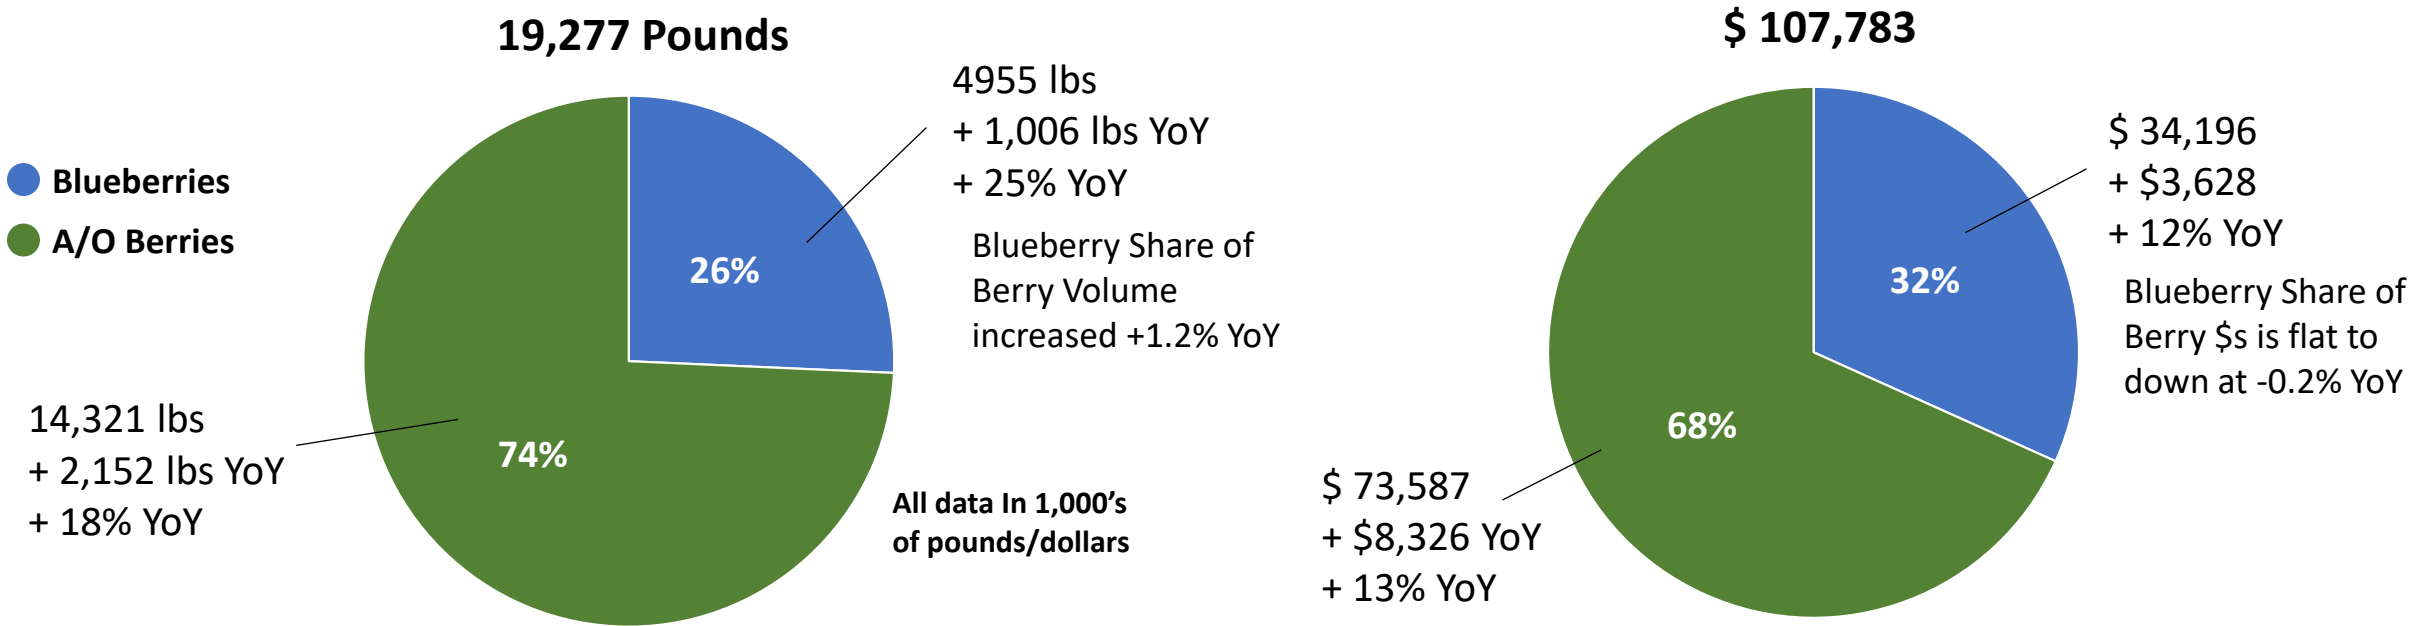 19,277 Pounds
Blueberries
A/O Berries
4955 lbs
+ 1,006 lbs YoY
+ 25% YoY
Blueberry Share of
Berry Volume
increased +1.2% YoY
26%
74%
14,321 lbs
+ 2,152 lbs YoY
+ 18% YoY
All data In 1,000’s
of pounds/dollars
$ 107,783
$ 34,196
+ $3,628
+ 12% YoY
Blueberry Share of
Berry $s is flat to
down at -0.2% YoY
32%
68%
$ 73,587
+ $8,326 YoY
+ 13% YoY